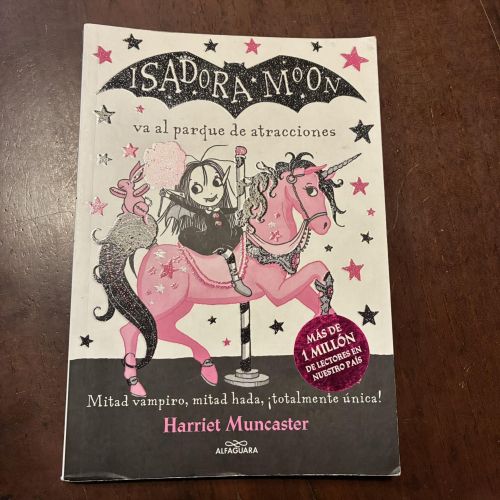 ISADORA MOON
va al parque de atracciones
MÁS DE
1 MILLÓN
DE LECTORES EN
NUESTRO PAÍS
Mitad vampiro, mitad hada, ¡totalmente única!
Harriet Muncaster
ALFAGUARA